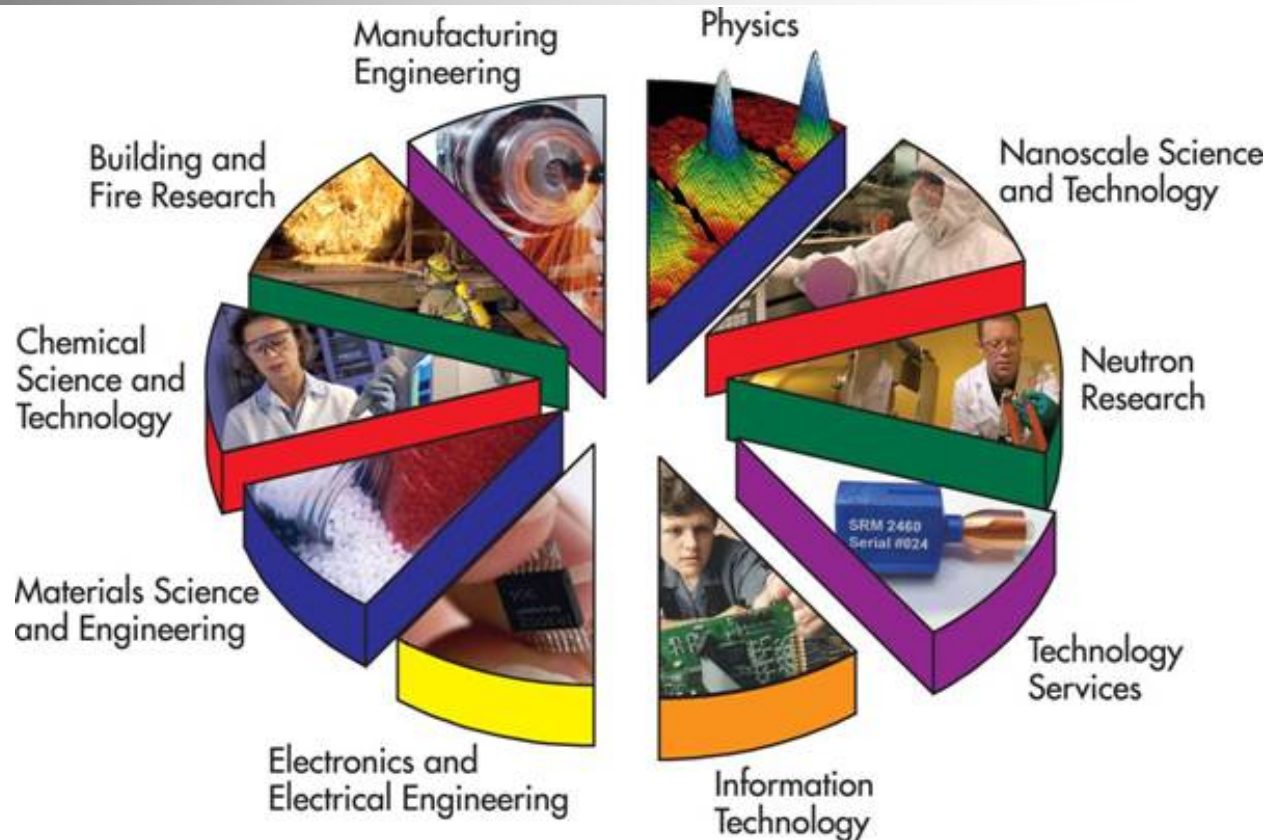 Manufacturing
Engineering
Physics
Building and
Fire Research
Nanoscale Science
and Technology
Chemical
Science and
Technology
Neutron
Research
SRM 2460
Serial #024
Materials Science
and Engineering
Technology
Services
Electronics and
Electrical Engineering
Information
Technology